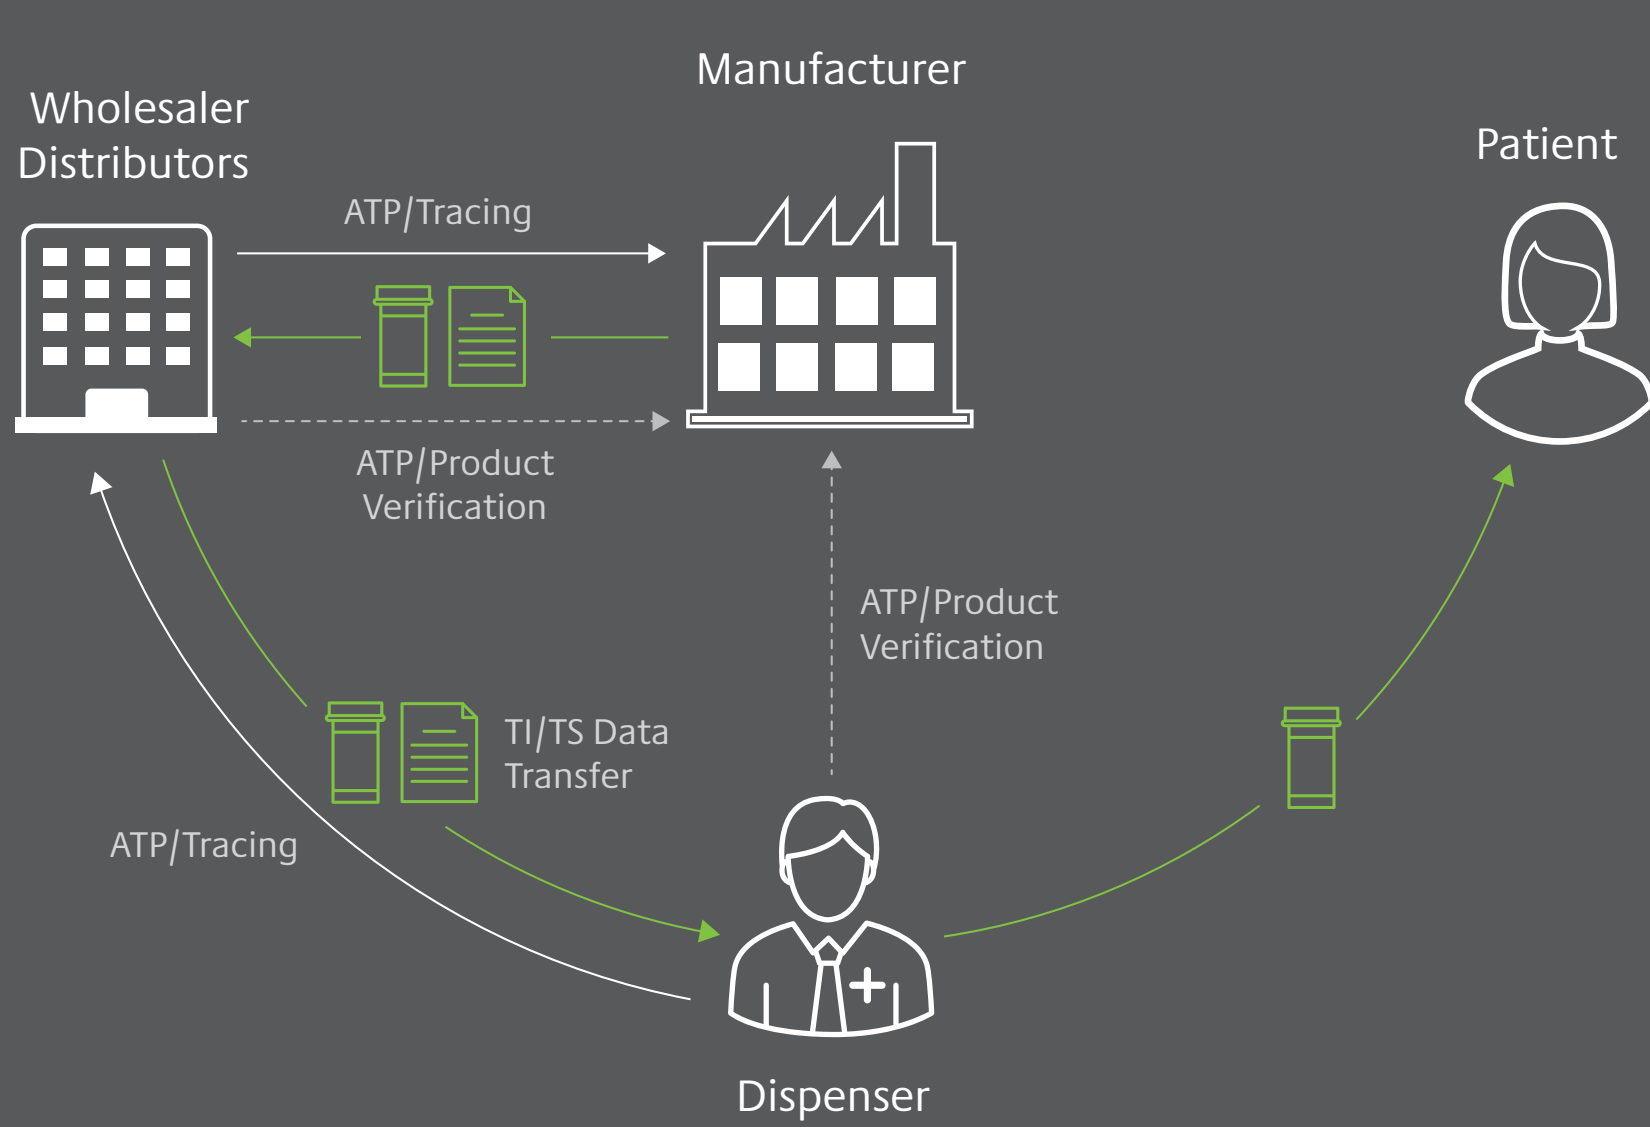 Manufacturer
Wholesaler
Distributors
Patient
ATP/Tracing
ATP/Product
Verification
ATP/Product
Verification
TI/TS Data
Transfer
ATP/Tracing
Dispenser